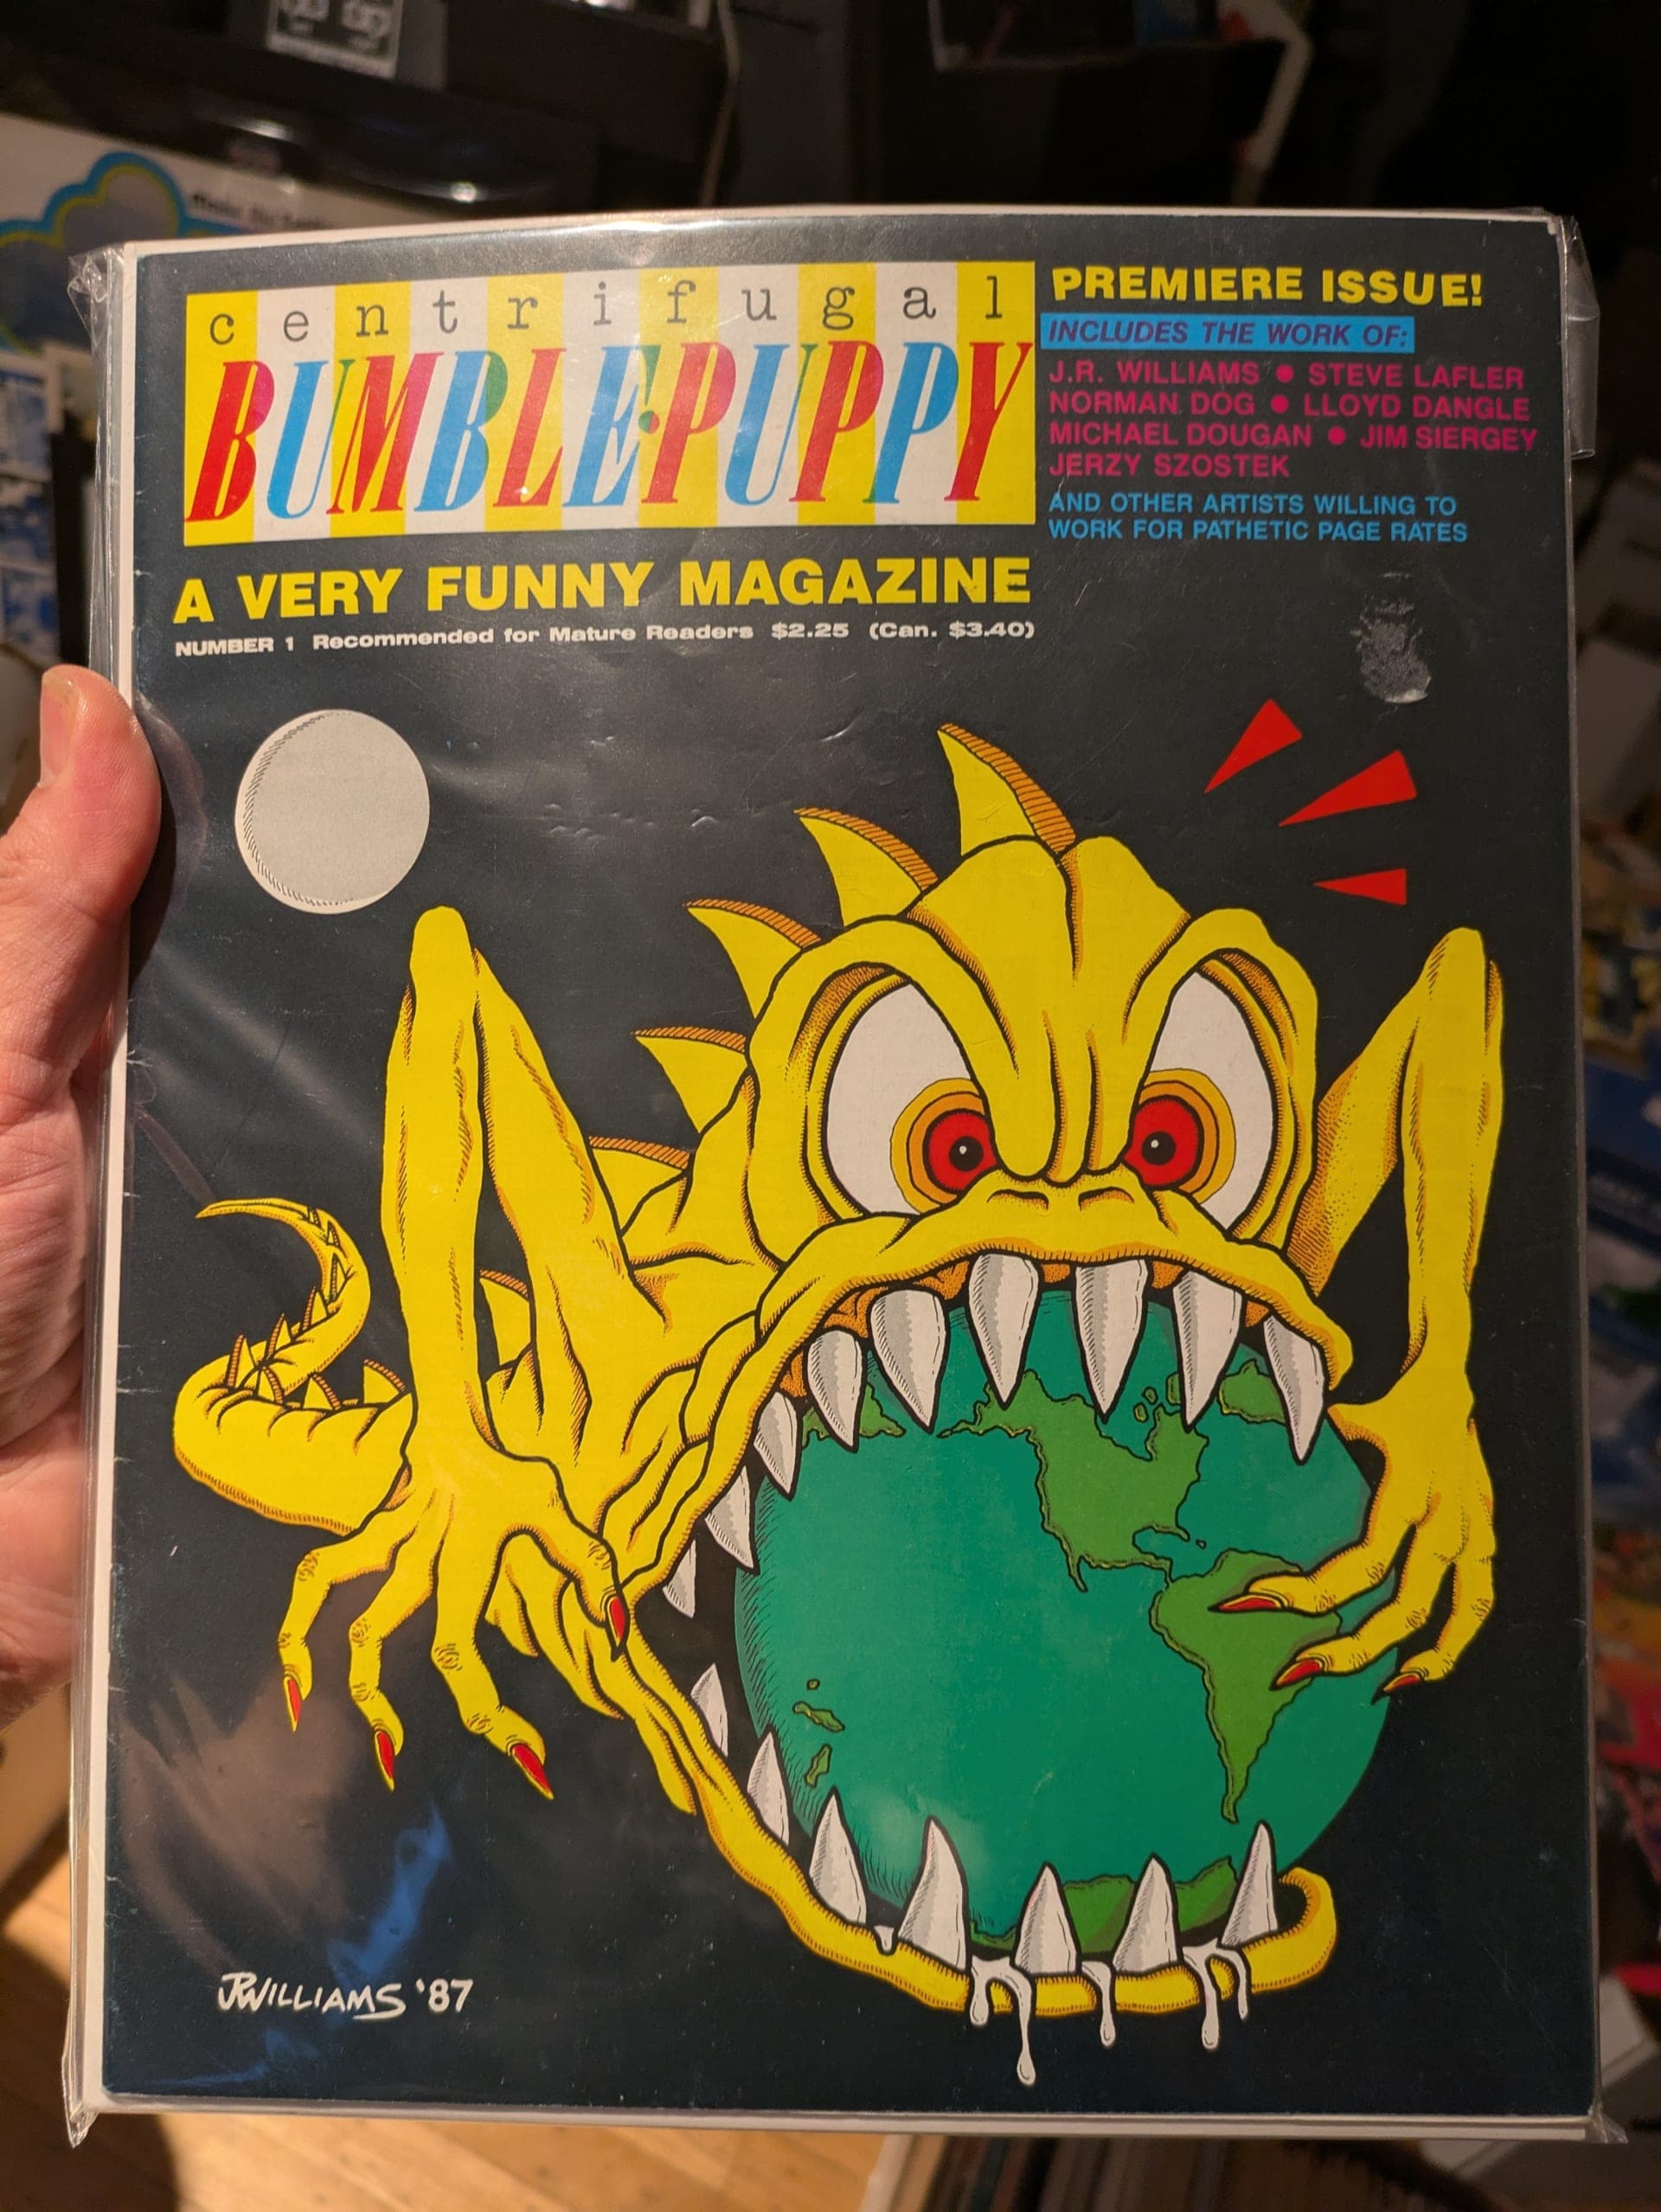 centrifugal
BUMBLE·PUPPY
A VERY FUNNY MAGAZINE
NUMBER 1 Recommended for Mature Readers $2.25 (Can. $3.40)
PREMIERE ISSUE!
INCLUDES THE WORK OF:
J.R. WILLIAMS ● STEVE LAFLER
NORMAN DOG ● LLOYD DANGLE
MICHAEL DOUGAN ● JIM SIERGEY
JERZY SZOSTEK
AND OTHER ARTISTS WILLING TO
WORK FOR PATHETIC PAGE RATES
JRWILLIAMS '87